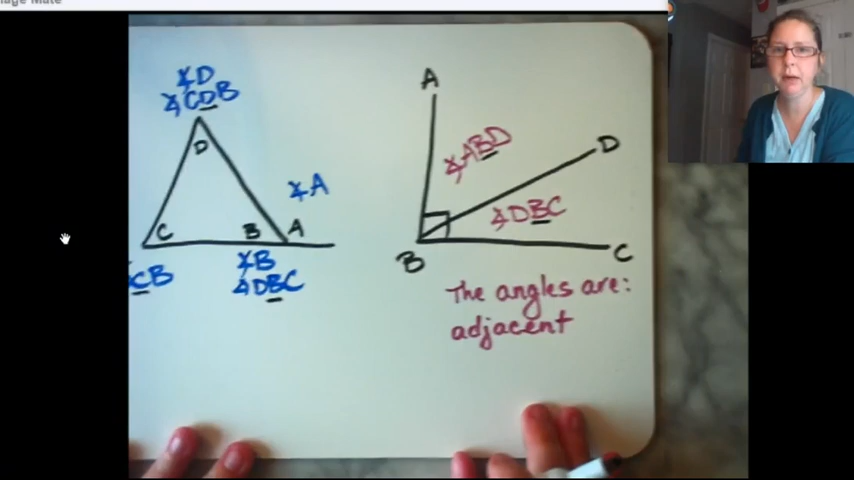 ∡D
∡CDB
D
C
B
A
∡A
CB
∡B
∡DBC
A
∡ABD
D
∡DBC
B
C
The angles are:
adjacent